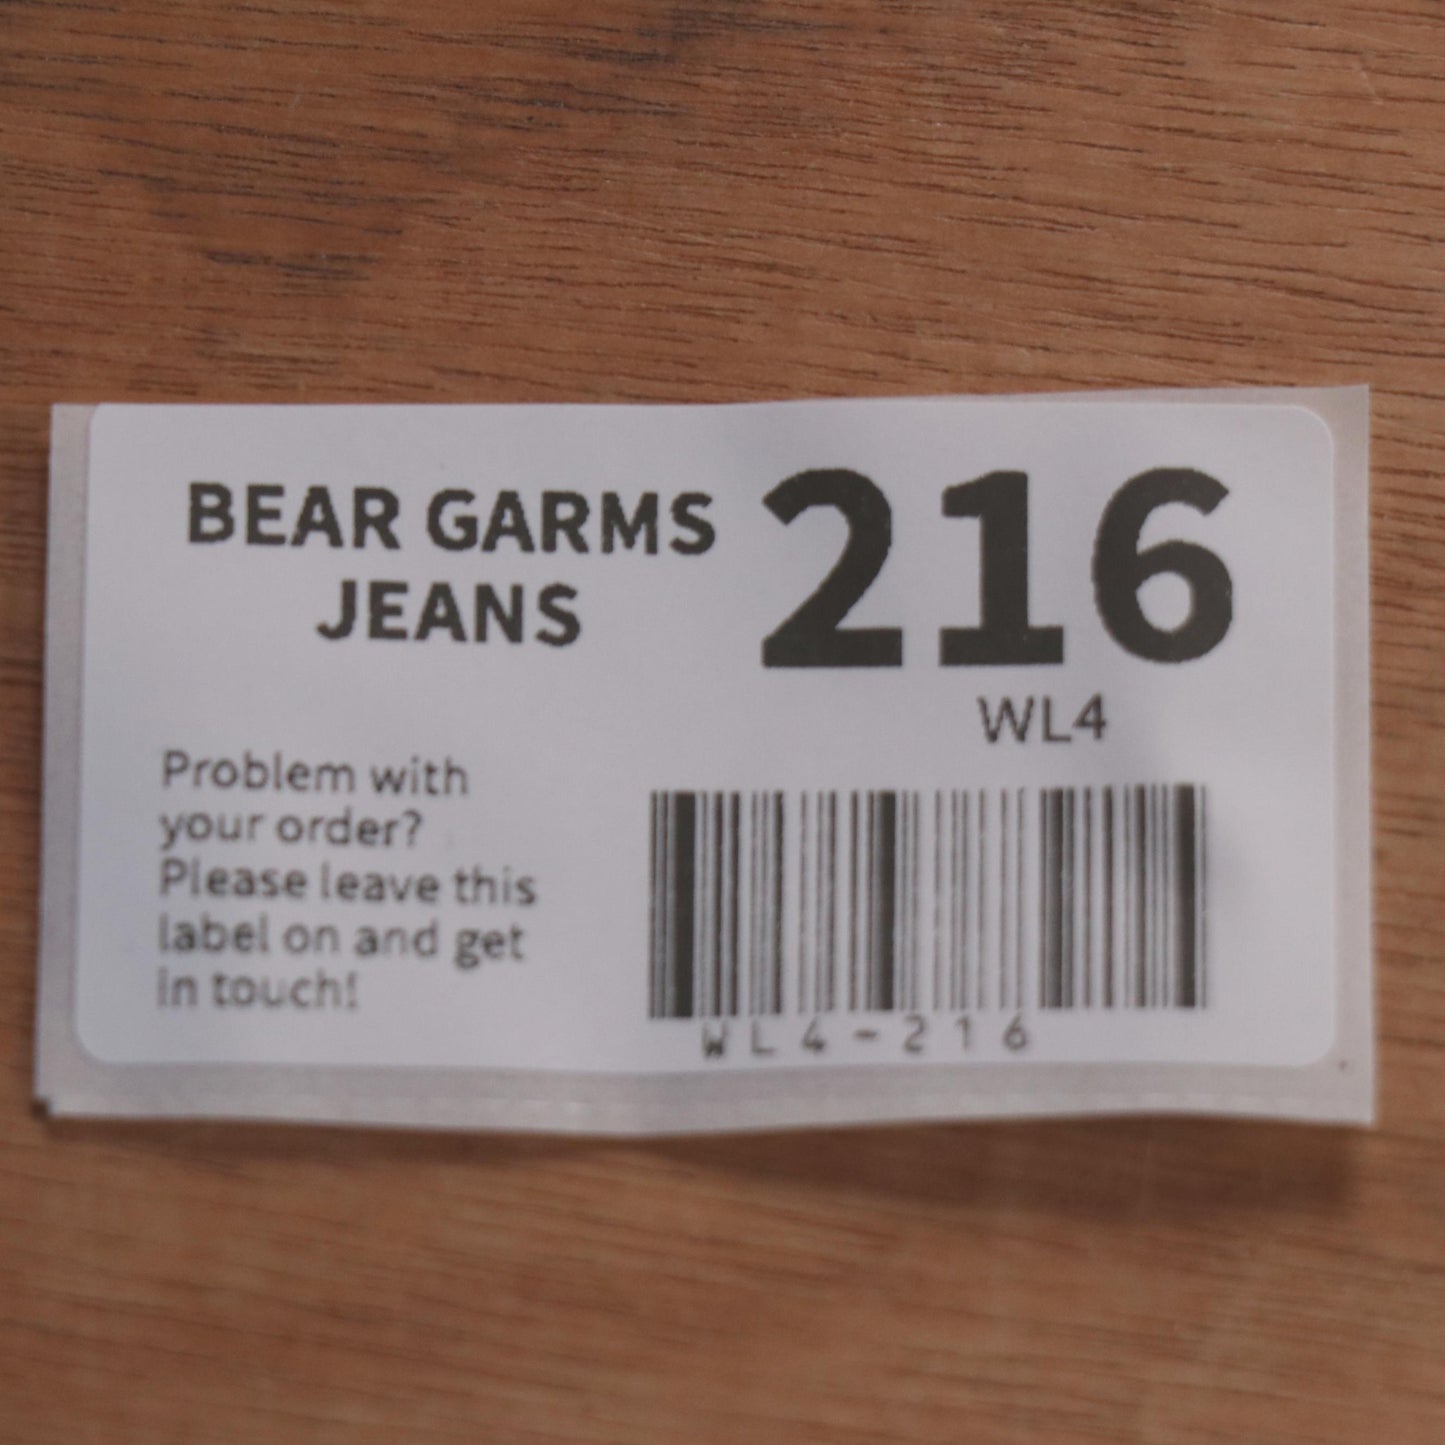 BEAR GARMS
JEANS
216
WL4
Problem with
your order?
Please leave this
label on and get
in touch!
WL4-216